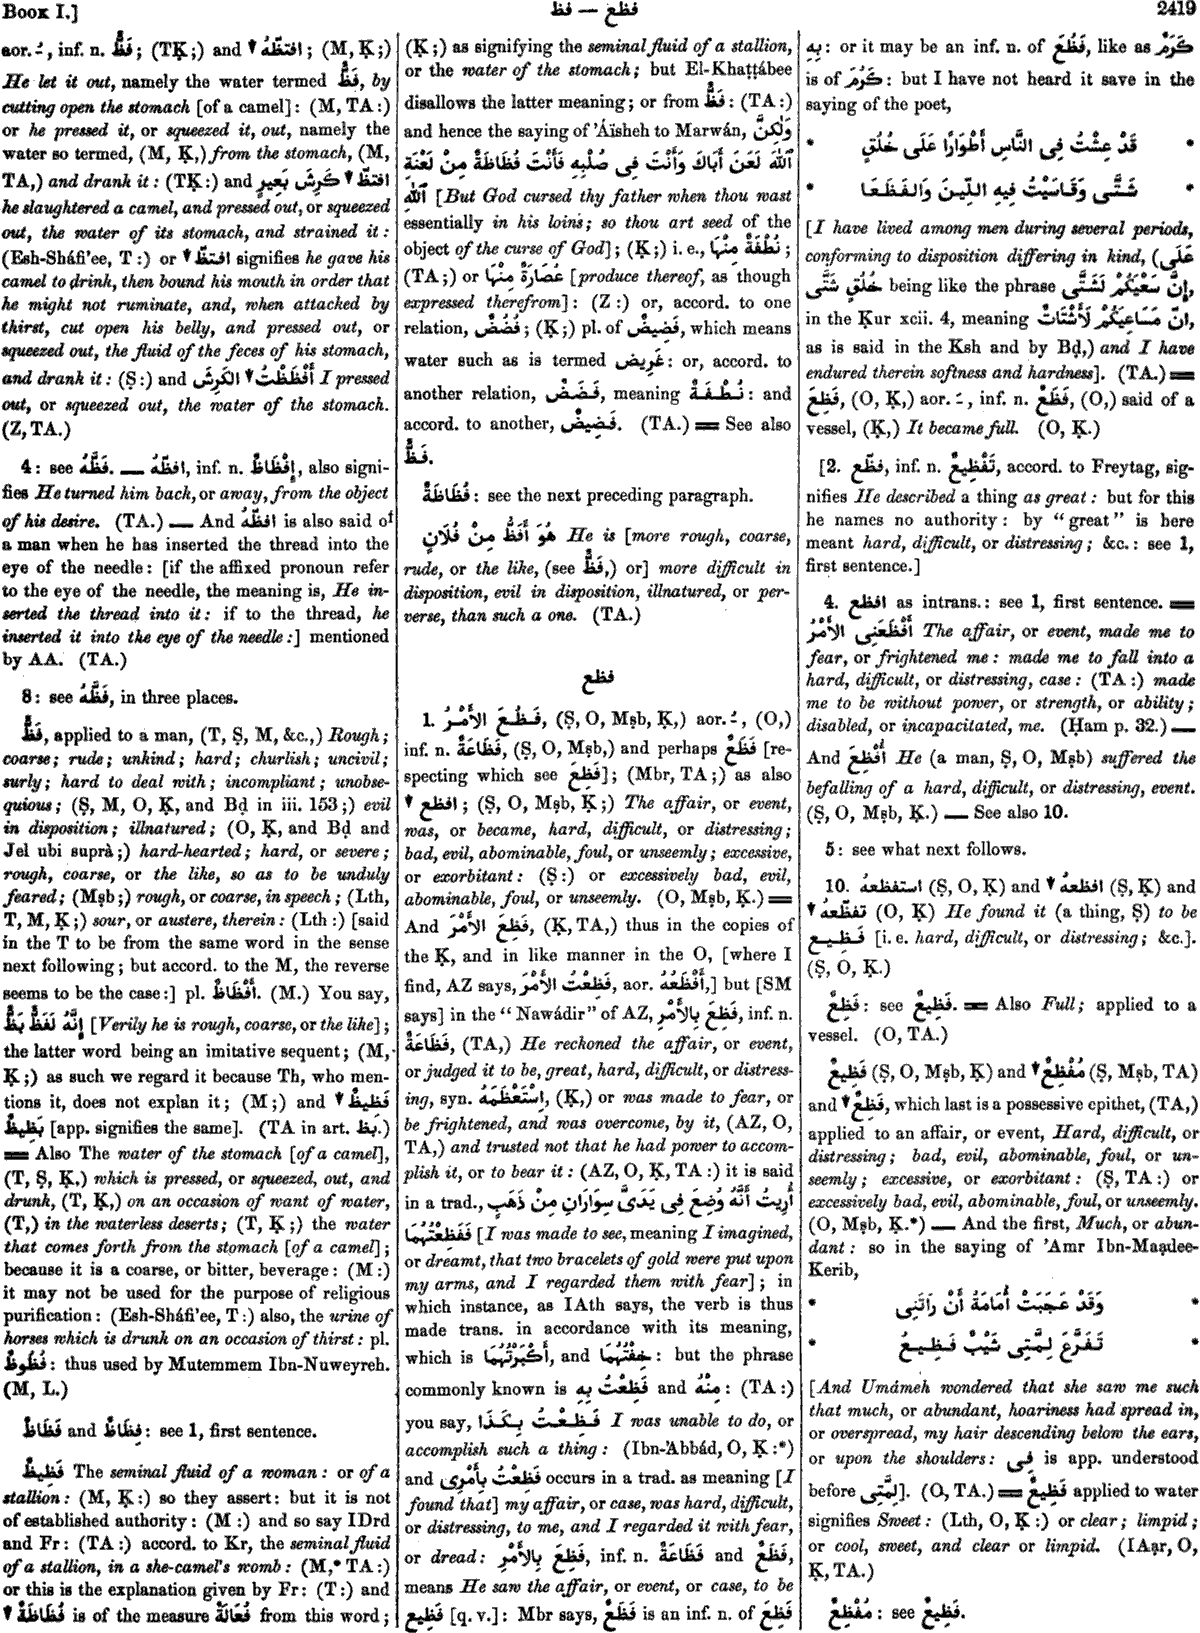 Book I.]
فظ — فظع
2419
aor. ـُ, inf. n. فَظٌّ; (TḲ;) and ▼ افتظّهُ; (M, Ḳ;)
He let it out, namely the water termed فَظّ, by
cutting open the stomach [of a camel]: (M, TA:)
or he pressed it, or squeezed it, out, namely the
water so termed, (M, Ḳ,) from the stomach, (M,
TA,) and drank it: (TḲ:) and افتظّ ▼ كَرِشَ بَعِيرٍ
he slaughtered a camel, and pressed out, or squeezed
out, the water of its stomach, and strained it:
(Esh-Sháfi'ee, T:) or ▼ افتظّ signifies he gave his
camel to drink, then bound his mouth in order that
he might not ruminate, and, when attacked by
thirst, cut open his belly, and pressed out, or
squeezed out, the fluid of the feces of his stomach,
and drank it: (Ṣ:) and أَفْظَظْتُ ▼ الكَرِشَ I pressed
out, or squeezed out, the water of the stomach.
(Z, TA.)
4: see فَظَّهُ. — افظّهُ, inf. n. إِفْظَاظٌ, also signi-
fies He turned him back, or away, from the object
of his desire. (TA.) — And افظّهُ is also said of
a man when he has inserted the thread into the
eye of the needle: [if the affixed pronoun refer
to the eye of the needle, the meaning is, He in-
serted the thread into it: if to the thread, he
inserted it into the eye of the needle:] mentioned
by AA. (TA.)
8: see فَظَّهُ, in three places.
فَظٌّ, applied to a man, (T, Ṣ, M, &c.,) Rough;
coarse; rude; unkind; hard; churlish; uncivil;
surly; hard to deal with; incompliant; unobse-
quious; (Ṣ, M, O, Ḳ, and Bḍ in iii. 153;) evil
in disposition; illnatured; (O, Ḳ, and Bḍ and
Jel ubi suprà;) hard-hearted; hard, or severe;
rough, coarse, or the like, so as to be unduly
feared; (Mṣb;) rough, or coarse, in speech; (Lth,
T, M, Ḳ;) sour, or austere, therein: (Lth:) [said
in the T to be from the same word in the sense
next following; but accord. to the M, the reverse
seems to be the case:] pl. أَفْظَاظٌ. (M.) You say,
إِنَّهُ لَفَظٌّ بَظٌّ [Verily he is rough, coarse, or the like];
the latter word being an imitative sequent; (M,
Ḳ;) as such we regard it because Th, who men-
tions it, does not explain it; (M;) and ▼ فَظِيظٌ
بَظِيظٌ [app. signifies the same]. (TA in art. بظ.)
═ Also The water of the stomach [of a camel],
(T, Ṣ, Ḳ,) which is pressed, or squeezed, out, and
drunk, (T, Ḳ,) on an occasion of want of water,
(T,) in the waterless deserts; (T, Ḳ;) the water
that comes forth from the stomach [of a camel];
because it is a coarse, or bitter, beverage: (M:)
it may not be used for the purpose of religious
purification: (Esh-Sháfi'ee, T:) also, the urine of
horses which is drunk on an occasion of thirst: pl.
فُظُوظٌ: thus used by Mutemmem Ibn-Nuweyreh.
(M, L.)
فَظَاظٌ and فِظَاظٌ: see 1, first sentence.
فَظِيظٌ The seminal fluid of a woman: or of a
stallion: (M, Ḳ:) so they assert: but it is not
of established authority: (M:) and so say IDrd
and Fr: (TA:) accord. to Kr, the seminal fluid
of a stallion, in a she-camel's womb: (M,* TA:)
or this is the explanation given by Fr: (T:) and
▼ فُظَاظَةٌ is of the measure فُعَالَةٌ from this word;
(Ḳ;) as signifying the seminal fluid of a stallion,
or the water of the stomach; but El-Khaṭṭábee
disallows the latter meaning; or from فَظٌّ: (TA:)
and hence the saying of 'Áïsheh to Marwán, وَلٰكِنَّ
ٱللّٰهَ لَعَنَ أَبَاكَ وَأَنْتَ فِى صُلْبِهِ فَأَنْتَ فُظَاظَةٌ مِنْ لَعْنَةِ
ٱللّٰهِ [But God cursed thy father when thou wast
essentially in his loins; so thou art seed of the
object of the curse of God]; (Ḳ;) i. e., نُطْفَةٌ مِنْهَا;
(TA;) or عُصَارَةٌ مِنْهَا [produce thereof, as though
expressed therefrom]: (Z:) or, accord. to one
relation, فُضُضٌ; (Ḳ;) pl. of فَضِيضٌ, which means
water such as is termed غَرِيض: or, accord. to
another relation, فَضَضٌ, meaning نُطْفَةٌ: and
accord. to another, فَضِيضٌ. (TA.) ═ See also
فَظٌّ.
فُظَاظَةٌ: see the next preceding paragraph.
هُوَ أَفَظُّ مِنْ فُلَانٍ He is [more rough, coarse,
rude, or the like, (see فَظٌّ,) or] more difficult in
disposition, evil in disposition, illnatured, or per-
verse, than such a one. (TA.)
فظع
1. فَظُعَ الأَمْرُ, (Ṣ, O, Mṣb, Ḳ,) aor. ـُ, (O,)
inf. n. فَظَاعَةٌ, (Ṣ, O, Mṣb,) and perhaps فَظَعٌ [re-
specting which see فَظِعَ]; (Mbr, TA;) as also
▼ افظع; (Ṣ, O, Mṣb, Ḳ;) The affair, or event,
was, or became, hard, difficult, or distressing;
bad, evil, abominable, foul, or unseemly; excessive,
or exorbitant: (Ṣ:) or excessively bad, evil,
abominable, foul, or unseemly. (O, Mṣb, Ḳ.) ═
And فَظِعَ الأَمْرَ, (Ḳ, TA,) thus in the copies of
the Ḳ, and in like manner in the O, [where I
find, AZ says, فَظِعْتُ الأَمْرَ, aor. أَفْظَعُهُ,] but [SM
says] in the "Nawádir" of AZ, فَظِعَ بِالأَمْرِ, inf. n.
فَظَاعَةٌ, (TA,) He reckoned the affair, or event,
or judged it to be, great, hard, difficult, or distress-
ing, syn. اِسْتَعْظَمَهُ, (Ḳ,) or was made to fear, or
be frightened, and was overcome, by it, (AZ, O,
TA,) and trusted not that he had power to accom-
plish it, or to bear it: (AZ, O, Ḳ, TA:) it is said
in a trad., أُرِيتُ أَنَّهُ وُضِعَ فِى يَدَىَّ سِوَارَانِ مِنْ ذَهَبٍ
فَفَظِعْتُهُمَا [I was made to see, meaning I imagined,
or dreamt, that two bracelets of gold were put upon
my arms, and I regarded them with fear]; in
which instance, as IAth says, the verb is thus
made trans. in accordance with its meaning,
which is أَكْبَرْتُهُمَا, and خِفْتُهُمَا: but the phrase
commonly known is فَظِعْتُ بِهِ and مِنْهُ: (TA:)
you say, فَظِعْتُ بِكَذَا I was unable to do, or
accomplish such a thing: (Ibn-'Abbád, O, Ḳ:*)
and فَظِعْتُ بِأَمْرِى occurs in a trad. as meaning [I
found that] my affair, or case, was hard, difficult,
or distressing, to me, and I regarded it with fear,
or dread: فَظِعَ بِالأَمْرِ, inf. n. فَظَاعَةٌ and فَظَعٌ,
means He saw the affair, or event, or case, to be
فَظِيع [q. v.]: Mbr says, فَظَعٌ is an inf. n. of فَظِعَ
بِهِ: or it may be an inf. n. of فَظُعَ, like as كَرَمٌ
is of كَرُمَ: but I have not heard it save in the
saying of the poet,
* قَدْ عِشْتُ فِى النَّاسِ أَطْوَارًا عَلَى خُلُقٍ *
* شَتَّى وَقَاسَيْتُ فِيهِ اللِّينَ وَالفَظَعَا *
[I have lived among men during several periods,
conforming to disposition differing in kind, (عَلَى
خُلُقٍ شَتَّى being like the phrase إِنَّ سَعْيَكُمْ لَشَتَّى,
in the Ḳur xcii. 4, meaning انّ مَسَاعِيكُمْ لَأَشْتَاتٌ,
as is said in the Ksh and by Bḍ,) and I have
endured therein softness and hardness]. (TA.) ═
فَظِعَ, (O, Ḳ,) aor. ـَ, inf. n. فَظَعٌ, (O,) said of a
vessel, (Ḳ,) It became full. (O, Ḳ.)
[2. فظّع, inf. n. تَفْظِيعٌ, accord. to Freytag, sig-
nifies He described a thing as great: but for this
he names no authority: by "great" is here
meant hard, difficult, or distressing; &c.: see 1,
first sentence.]
4. افظع as intrans.: see 1, first sentence. ═
أَفْظَعَنِى الأَمْرُ The affair, or event, made me to
fear, or frightened me: made me to fall into a
hard, difficult, or distressing, case: (TA:) made
me to be without power, or strength, or ability;
disabled, or incapacitated, me. (Ḥam p. 32.) —
And أُفْظِعَ He (a man, Ṣ, O, Mṣb) suffered the
befalling of a hard, difficult, or distressing, event.
(Ṣ, O, Mṣb, Ḳ.) — See also 10.
5: see what next follows.
10. استفظعهُ (Ṣ, O, Ḳ) and ▼ افظعهُ (Ṣ, Ḳ) and
▼ تفظّعهُ (O, Ḳ) He found it (a thing, Ṣ) to be
فَظِيع [i. e. hard, difficult, or distressing; &c.].
(Ṣ, O, Ḳ.)
فَظِعٌ: see فَظِيعٌ. ═ Also Full; applied to a
vessel. (O, TA.)
فَظِيعٌ (Ṣ, O, Mṣb, Ḳ) and ▼ مُفْظِعٌ (Ṣ, Mṣb, TA)
and ▼ فَظِعٌ, which last is a possessive epithet, (TA,)
applied to an affair, or event, Hard, difficult, or
distressing; bad, evil, abominable, foul, or un-
seemly; excessive, or exorbitant: (Ṣ, TA:) or
excessively bad, evil, abominable, foul, or unseemly.
(O, Mṣb, Ḳ.*) — And the first, Much, or abun-
dant: so in the saying of 'Amr Ibn-Maạdee-
Kerib,
* وَقَدْ عَجِبَتْ أُمَامَةُ أَنْ رَأَتْنِى *
* تَفَرَّعَ لِمَّتِى شَيْبٌ فَظِيعُ *
[And Umámeh wondered that she saw me such
that much, or abundant, hoariness had spread in,
or overspread, my hair descending below the ears,
or upon the shoulders: فِى is app. understood
before لِمَّتِى]. (O, TA.) ═ فَظِيعٌ applied to water
signifies Sweet: (Lth, O, Ḳ:) or clear; limpid;
or cool, sweet, and clear or limpid. (IAạr, O,
Ḳ, TA.)
مُفْظِعٌ: see فَظِيعٌ.